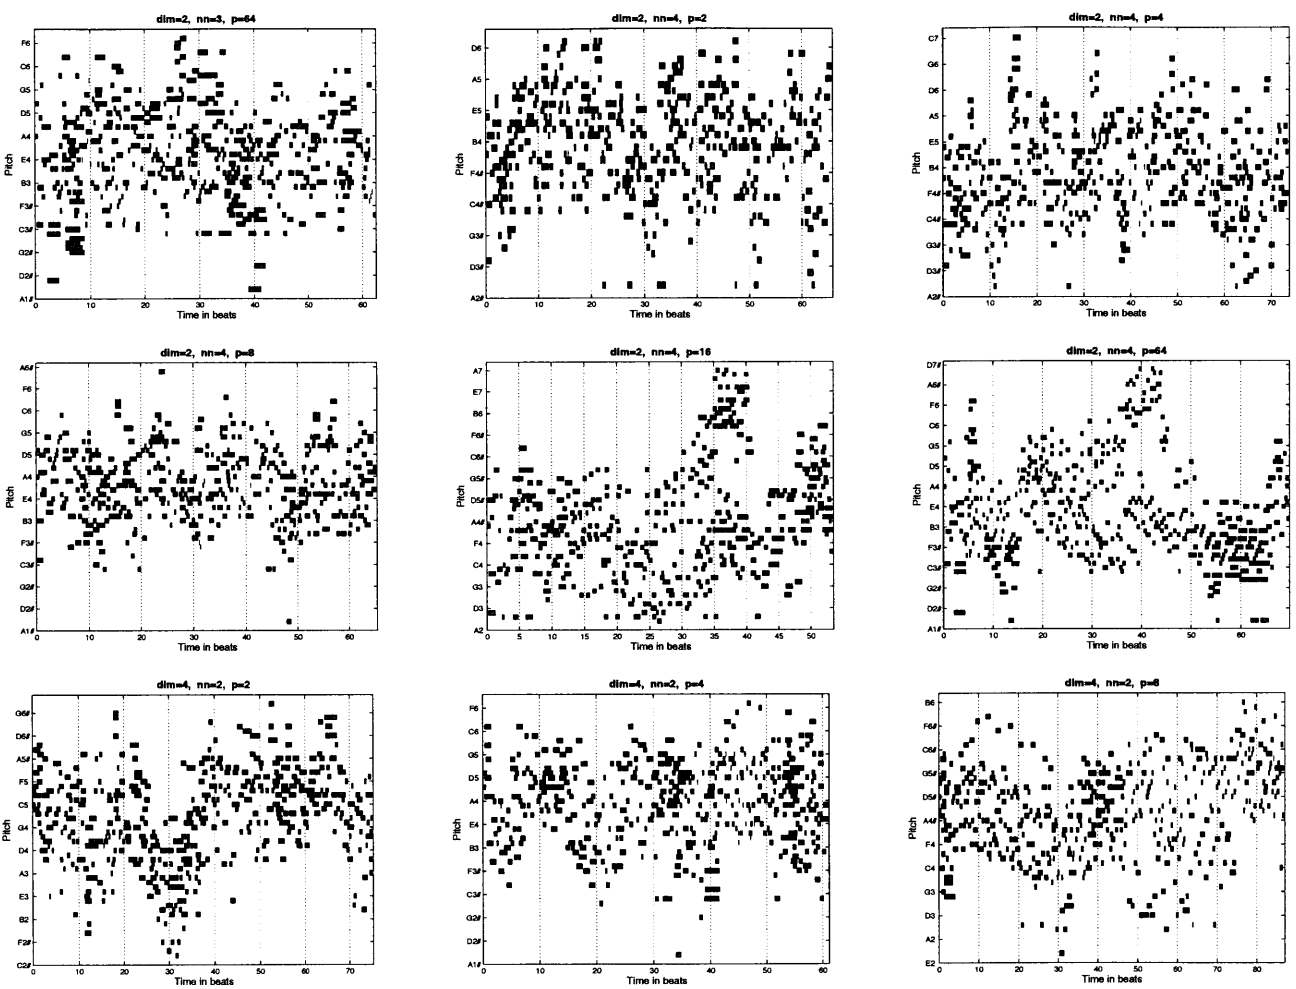 dim=2, nn=3, p=64
Pitch
F6
C6
G5
D5
A4
E4
B3
F3#
C3#
G2#
D2#
A1#
0 10 20 30 40 50 60
Time in beats
dim=2, nn=4, p=2
Pitch
D6
A5
E5
B4
F4#
C4#
G3#
D3#
A2#
0 10 20 30 40 50 60
Time in beats
dim=2, nn=4, p=4
Pitch
C7
G6
D6
A5
E5
B4
F4#
C4#
G3#
D3#
A2#
0 10 20 30 40 50 60 70
Time in beats
dim=2, nn=4, p=8
Pitch
A6#
F6
C6
G5
D5
A4
E4
B3
F3#
C3#
G2#
D2#
A1#
0 10 20 30 40 50 60
Time in beats
dim=2, nn=4, p=16
Pitch
A7
E7
B6
F6#
C6#
G5#
D5#
A4#
F4
C4
G3
D3
A2
0 5 10 15 20 25 30 35 40 45 50
Time in beats
dim=2, nn=4, p=64
Pitch
D7#
A6#
F6
C6
G5
D5
A4
E4
B3
F3#
C3#
G2#
D2#
A1#
0 10 20 30 40 50 60
Time in beats
dim=4, nn=2, p=2
Pitch
G6#
D6#
A5#
F5
C5
G4
D4
A3
E3
B2
F2#
C2#
0 10 20 30 40 50 60 70
Time in beats
dim=4, nn=2, p=4
Pitch
F6
C6
G5
D5
A4
E4
B3
F3#
C3#
G2#
D2#
A1#
0 10 20 30 40 50 60
Time in beats
dim=4, nn=2, p=8
Pitch
B6
F6#
C6#
G5#
D5#
A4#
F4
C4
G3
D3
A2
E2
0 10 20 30 40 50 60 70 80
Time in beats